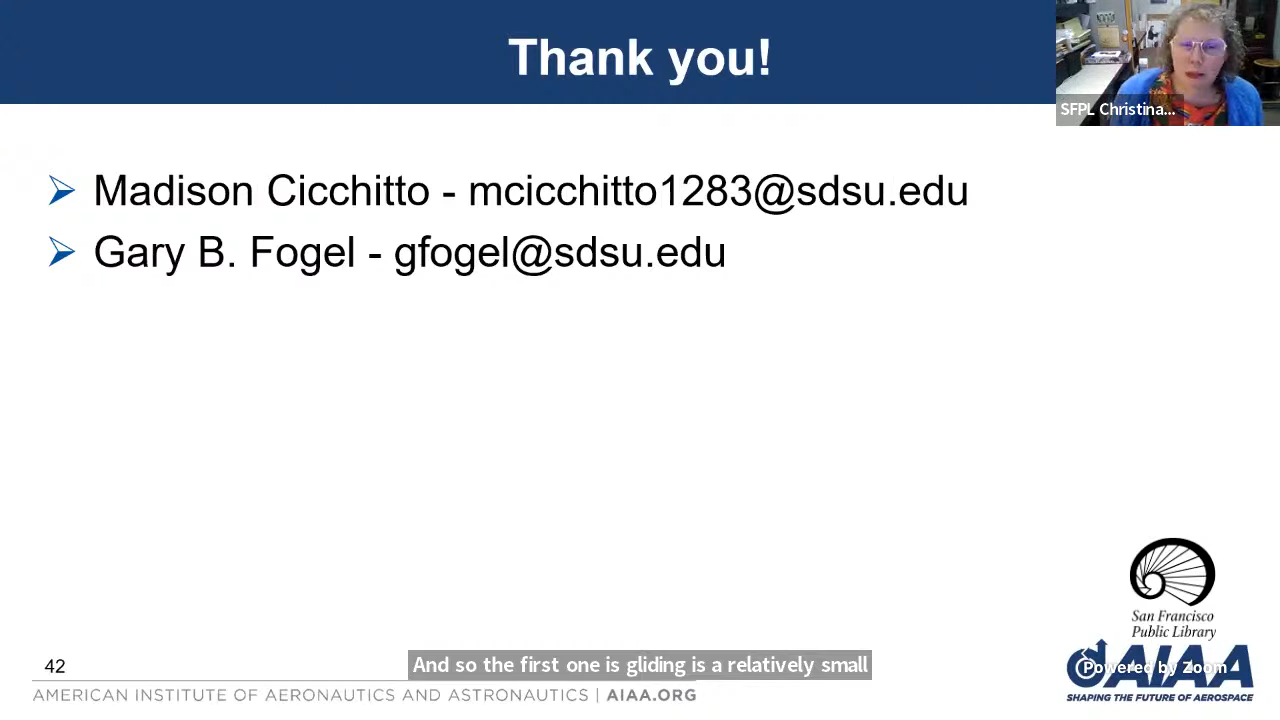 Thank you!
SFPL Christina...
Madison Cicchitto - mcicchitto1283@sdsu.edu
Gary B. Fogel - gfogel@sdsu.edu
San Francisco
Public Library
And so the first one is gliding is a relatively small
42
Powered by Zoom
AIAA
SHAPING THE FUTURE OF AEROSPACE
AMERICAN INSTITUTE OF AERONAUTICS AND ASTRONAUTICS | AIAA.ORG